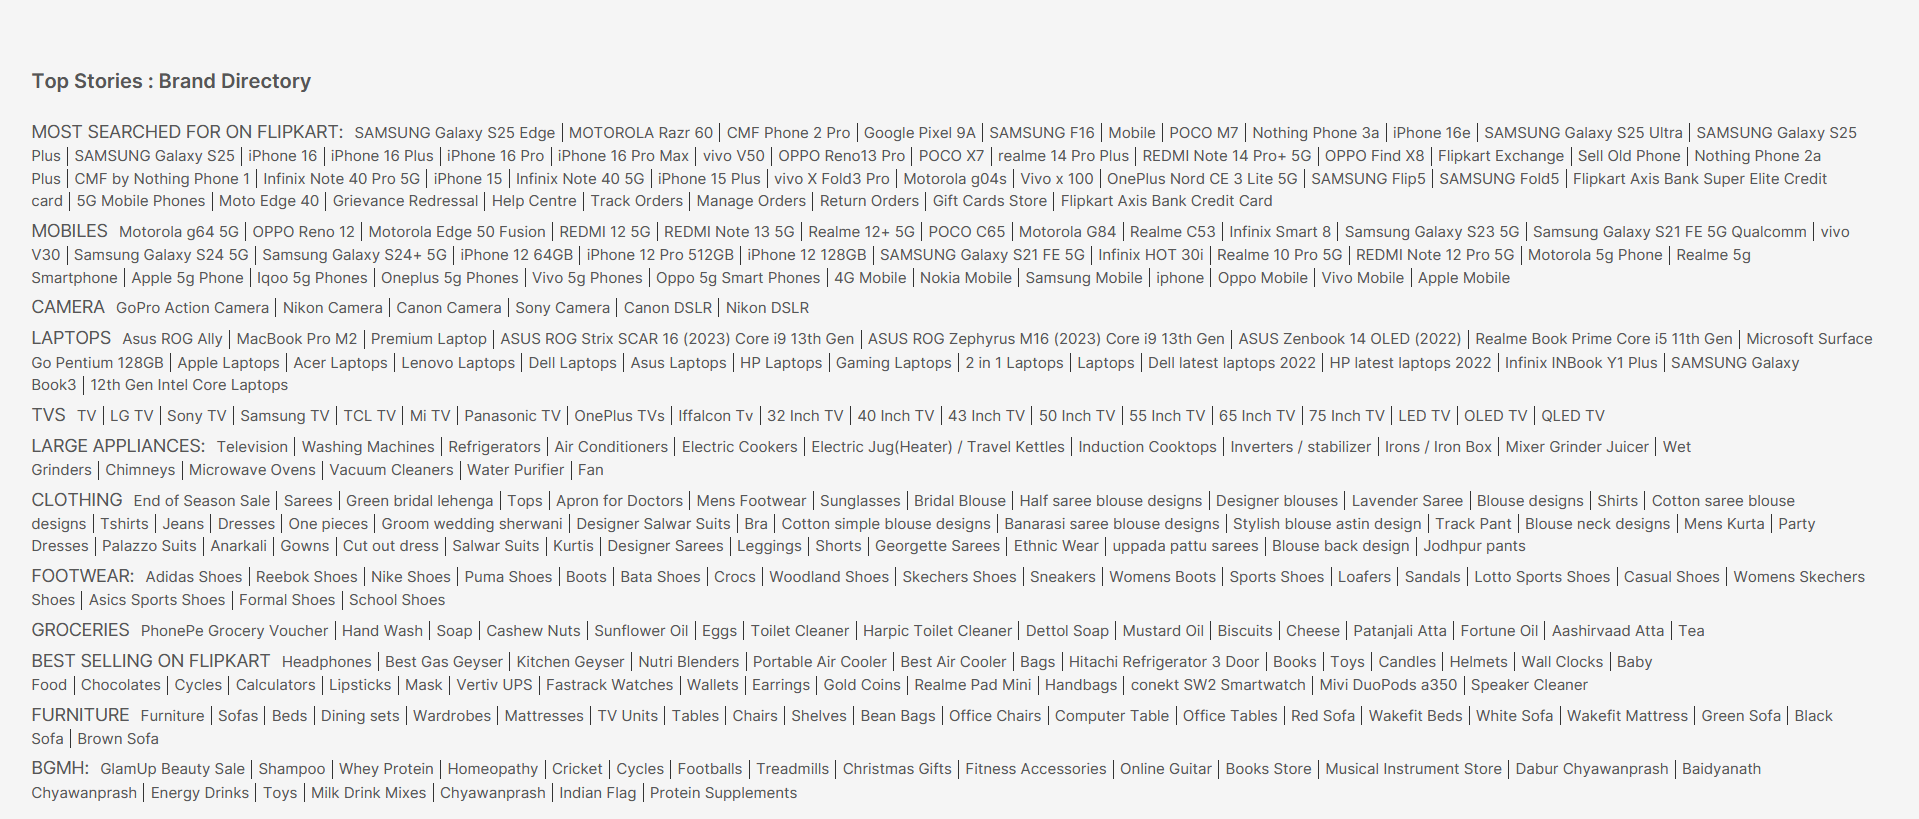 Top Stories : Brand Directory
MOST SEARCHED FOR ON FLIPKART: SAMSUNG Galaxy S25 Edge | MOTOROLA Razr 60 | CMF Phone 2 Pro | Google Pixel 9A | SAMSUNG F16 | Mobile | POCO M7 | Nothing Phone 3a | iPhone 16e | SAMSUNG Galaxy S25 Ultra | SAMSUNG Galaxy S25
Plus | SAMSUNG Galaxy S25 | iPhone 16 | iPhone 16 Plus | iPhone 16 Pro | iPhone 16 Pro Max | vivo V50 | OPPO Reno13 Pro | POCO X7 | realme 14 Pro Plus | REDMI Note 14 Pro+ 5G | OPPO Find X8 | Flipkart Exchange | Sell Old Phone | Nothing Phone 2a
Plus | CMF by Nothing Phone 1 | Infinix Note 40 Pro 5G | iPhone 15 | Infinix Note 40 5G | iPhone 15 Plus | vivo X Fold3 Pro | Motorola g04s | Vivo x 100 | OnePlus Nord CE 3 Lite 5G | SAMSUNG Flip5 | SAMSUNG Fold5 | Flipkart Axis Bank Super Elite Credit
card | 5G Mobile Phones | Moto Edge 40 | Grievance Redressal | Help Centre | Track Orders | Manage Orders | Return Orders | Gift Cards Store | Flipkart Axis Bank Credit Card
MOBILES Motorola g64 5G | OPPO Reno 12 | Motorola Edge 50 Fusion | REDMI 12 5G | REDMI Note 13 5G | Realme 12+ 5G | POCO C65 | Motorola G84 | Realme C53 | Infinix Smart 8 | Samsung Galaxy S23 5G | Samsung Galaxy S21 FE 5G Qualcomm | vivo
V30 | Samsung Galaxy S24 5G | Samsung Galaxy S24+ 5G | iPhone 12 64GB | iPhone 12 Pro 512GB | iPhone 12 128GB | SAMSUNG Galaxy S21 FE 5G | Infinix HOT 30i | Realme 10 Pro 5G | REDMI Note 12 Pro 5G | Motorola 5g Phone | Realme 5g
Smartphone | Apple 5g Phone | Iqoo 5g Phones | Oneplus 5g Phones | Vivo 5g Phones | Oppo 5g Smart Phones | 4G Mobile | Nokia Mobile | Samsung Mobile | iphone | Oppo Mobile | Vivo Mobile | Apple Mobile
CAMERA GoPro Action Camera | Nikon Camera | Canon Camera | Sony Camera | Canon DSLR | Nikon DSLR
LAPTOPS Asus ROG Ally | MacBook Pro M2 | Premium Laptop | ASUS ROG Strix SCAR 16 (2023) Core i9 13th Gen | ASUS ROG Zephyrus M16 (2023) Core i9 13th Gen | ASUS Zenbook 14 OLED (2022) | Realme Book Prime Core i5 11th Gen | Microsoft Surface
Go Pentium 128GB | Apple Laptops | Acer Laptops | Lenovo Laptops | Dell Laptops | Asus Laptops | HP Laptops | Gaming Laptops | 2 in 1 Laptops | Laptops | Dell latest laptops 2022 | HP latest laptops 2022 | Infinix INBook Y1 Plus | SAMSUNG Galaxy
Book3 | 12th Gen Intel Core Laptops
TVS TV | LG TV | Sony TV | Samsung TV | TCL TV | Mi TV | Panasonic TV | OnePlus TVs | Iffalcon Tv | 32 Inch TV | 40 Inch TV | 43 Inch TV | 50 Inch TV | 55 Inch TV | 65 Inch TV | 75 Inch TV | LED TV | OLED TV | QLED TV
LARGE APPLIANCES: Television | Washing Machines | Refrigerators | Air Conditioners | Electric Cookers | Electric Jug(Heater) / Travel Kettles | Induction Cooktops | Inverters / stabilizer | Irons / Iron Box | Mixer Grinder Juicer | Wet
Grinders | Chimneys | Microwave Ovens | Vacuum Cleaners | Water Purifier | Fan
CLOTHING End of Season Sale | Sarees | Green bridal lehenga | Tops | Apron for Doctors | Mens Footwear | Sunglasses | Bridal Blouse | Half saree blouse designs | Designer blouses | Lavender Saree | Blouse designs | Shirts | Cotton saree blouse
designs | Tshirts | Jeans | Dresses | One pieces | Groom wedding sherwani | Designer Salwar Suits | Bra | Cotton simple blouse designs | Banarasi saree blouse designs | Stylish blouse astin design | Track Pant | Blouse neck designs | Mens Kurta | Party
Dresses | Palazzo Suits | Anarkali | Gowns | Cut out dress | Salwar Suits | Kurtis | Designer Sarees | Leggings | Shorts | Georgette Sarees | Ethnic Wear | uppada pattu sarees | Blouse back design | Jodhpur pants
FOOTWEAR: Adidas Shoes | Reebok Shoes | Nike Shoes | Puma Shoes | Boots | Bata Shoes | Crocs | Woodland Shoes | Skechers Shoes | Sneakers | Womens Boots | Sports Shoes | Loafers | Sandals | Lotto Sports Shoes | Casual Shoes | Womens Skechers
Shoes | Asics Sports Shoes | Formal Shoes | School Shoes
GROCERIES PhonePe Grocery Voucher | Hand Wash | Soap | Cashew Nuts | Sunflower Oil | Eggs | Toilet Cleaner | Harpic Toilet Cleaner | Dettol Soap | Mustard Oil | Biscuits | Cheese | Patanjali Atta | Fortune Oil | Aashirvaad Atta | Tea
BEST SELLING ON FLIPKART Headphones | Best Gas Geyser | Kitchen Geyser | Nutri Blenders | Portable Air Cooler | Best Air Cooler | Bags | Hitachi Refrigerator 3 Door | Books | Toys | Candles | Helmets | Wall Clocks | Baby
Food | Chocolates | Cycles | Calculators | Lipsticks | Mask | Vertiv UPS | Fastrack Watches | Wallets | Earrings | Gold Coins | Realme Pad Mini | Handbags | conekt SW2 Smartwatch | Mivi DuoPods a350 | Speaker Cleaner
FURNITURE Furniture | Sofas | Beds | Dining sets | Wardrobes | Mattresses | TV Units | Tables | Chairs | Shelves | Bean Bags | Office Chairs | Computer Table | Office Tables | Red Sofa | Wakefit Beds | White Sofa | Wakefit Mattress | Green Sofa | Black
Sofa | Brown Sofa
BGMH: GlamUp Beauty Sale | Shampoo | Whey Protein | Homeopathy | Cricket | Cycles | Footballs | Treadmills | Christmas Gifts | Fitness Accessories | Online Guitar | Books Store | Musical Instrument Store | Dabur Chyawanprash | Baidyanath
Chyawanprash | Energy Drinks | Toys | Milk Drink Mixes | Chyawanprash | Indian Flag | Protein Supplements